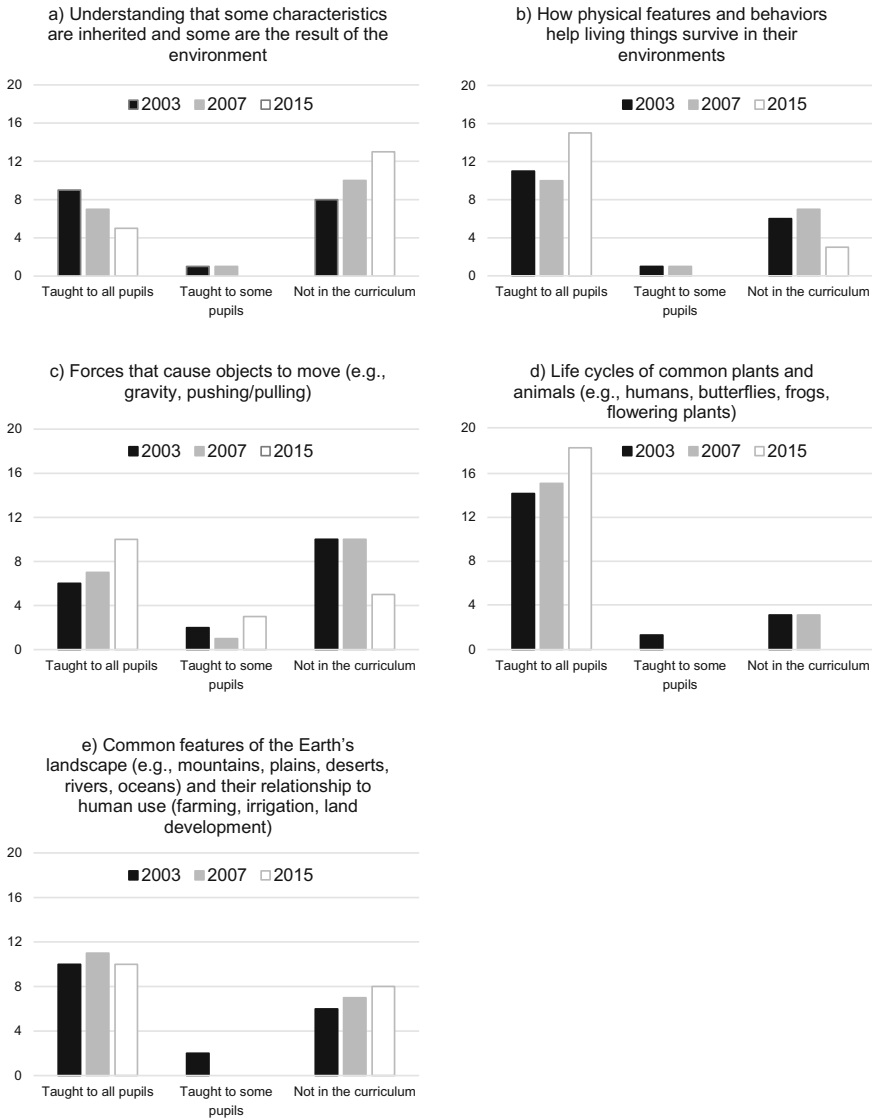 a) Understanding that some characteristics
are inherited and some are the result of the
environment
20
2003 2007 2015
16
12
8
4
0
Taught to all pupils Taught to some Not in the curriculum
pupils
b) How physical features and behaviors
help living things survive in their
environments
20
2003 2007 2015
16
12
8
4
0
Taught to all pupils Taught to some Not in the curriculum
pupils
c) Forces that cause objects to move (e.g.,
gravity, pushing/pulling)
20
2003 2007 2015
16
12
8
4
0
Taught to all pupils Taught to some Not in the curriculum
pupils
d) Life cycles of common plants and
animals (e.g., humans, butterflies, frogs,
flowering plants)
20
2003 2007 2015
16
12
8
4
0
Taught to all pupils Taught to some Not in the curriculum
pupils
e) Common features of the Earth's
landscape (e.g., mountains, plains, deserts,
rivers, oceans) and their relationship to
human use (farming, irrigation, land
development)
20
2003 2007 2015
16
12
8
4
0
Taught to all pupils Taught to some Not in the curriculum
pupils